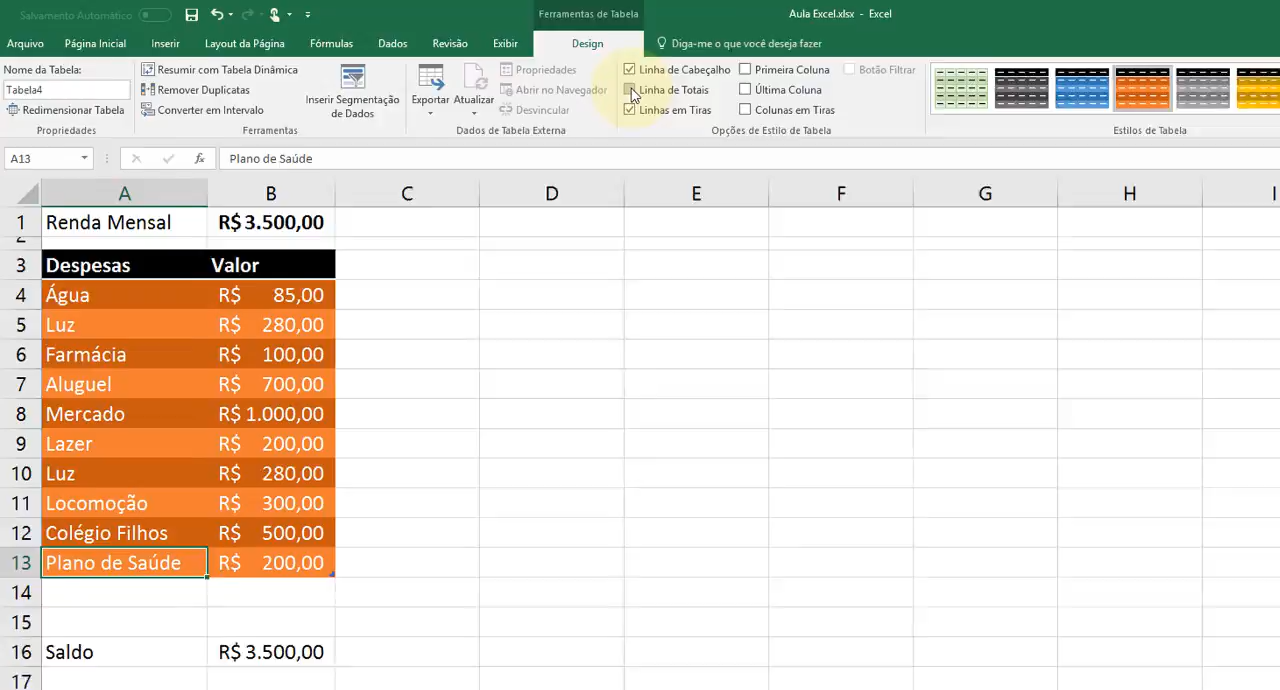 Salvamento Automático
Ferramentas de Tabela
Aula Excel.xlsx - Excel
Arquivo Página Inicial Inserir Layout da Página Fórmulas Dados Revisão Exibir Design Diga-me o que você deseja fazer
Nome da Tabela:
Tabela4
Redimensionar Tabela
Propriedades
Resumir com Tabela Dinâmica
Remover Duplicatas
Converter em Intervalo
Inserir Segmentação
de Dados
Ferramentas
Exportar Atualizar
Propriedades
Abrir no Navegador
Desvincular
Dados de Tabela Externa
Linha de Cabeçalho Primeira Coluna Botão Filtrar
Linha de Totais Última Coluna
Linhas em Tiras Colunas em Tiras
Opções de Estilo de Tabela
Estilos de Tabela
A13 fx Plano de Saúde
A B C D E F G H I
1 Renda Mensal R$ 3.500,00
2
3 Despesas Valor
4 Água R$ 85,00
5 Luz R$ 280,00
6 Farmácia R$ 100,00
7 Aluguel R$ 700,00
8 Mercado R$ 1.000,00
9 Lazer R$ 200,00
10 Luz R$ 280,00
11 Locomoção R$ 300,00
12 Colégio Filhos R$ 500,00
13 Plano de Saúde R$ 200,00
14
15
16 Saldo R$ 3.500,00
17